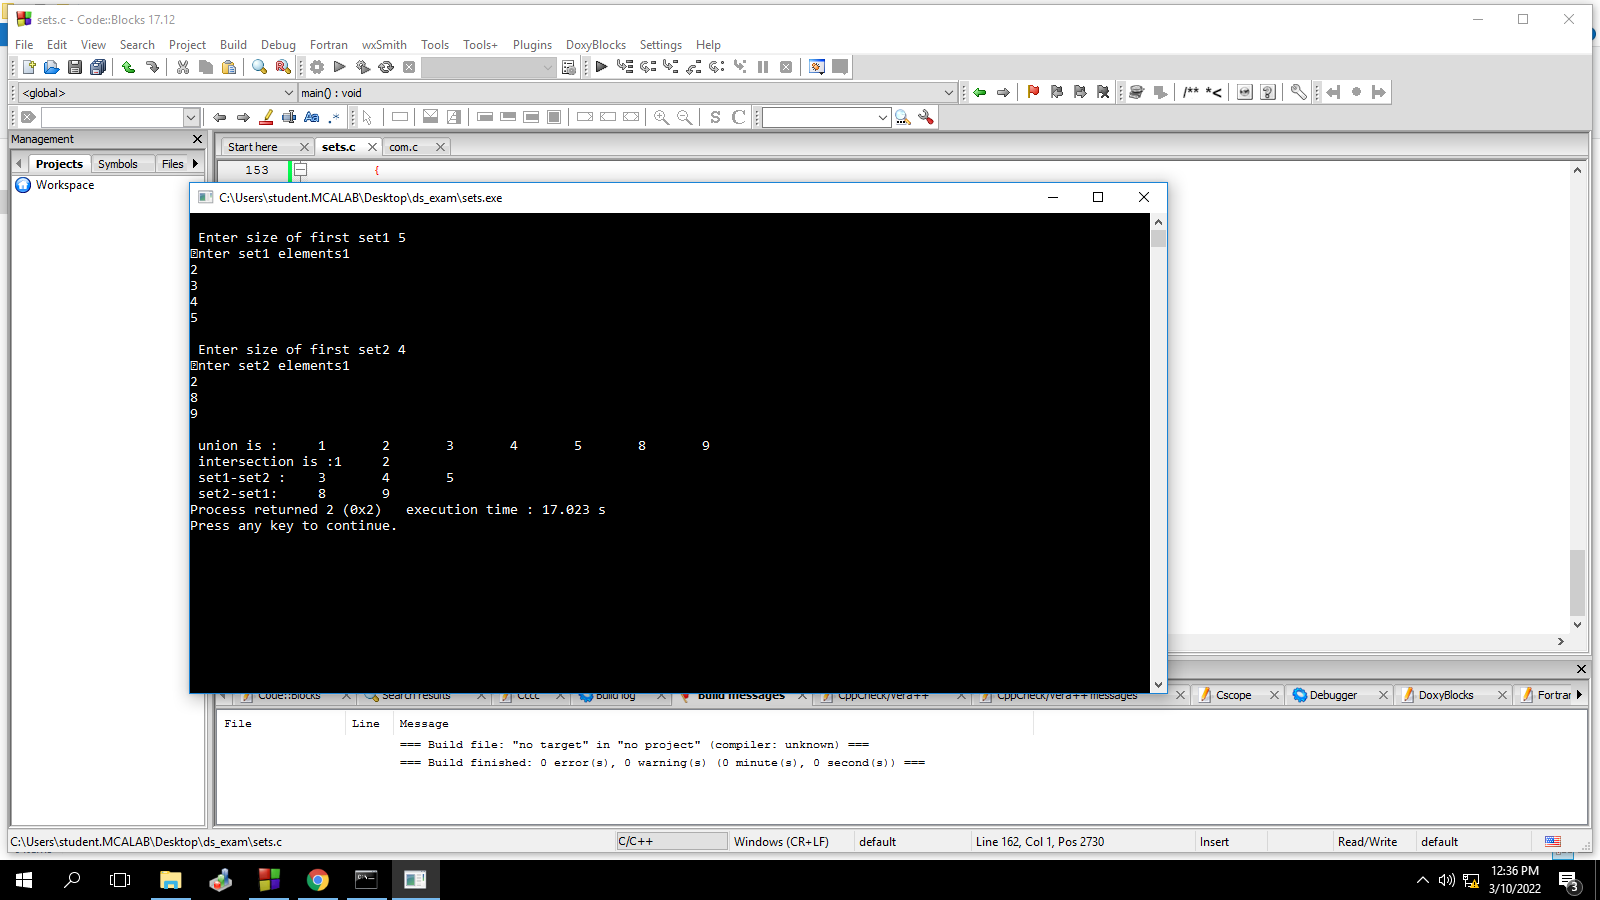 sets.c - Code::Blocks 17.12
File Edit View Search Project Build Debug Fortran wxSmith Tools Tools+ Plugins DoxyBlocks Settings Help
<global> main() : void
/** *<
Aa .*
S C
Management
Projects Symbols Files
Workspace
Start here sets.c com.c
153 {
C:\Users\student.MCALAB\Desktop\ds_exam\sets.exe
Enter size of first set1 5
nter set1 elements1
2
3
4
5
Enter size of first set2 4
nter set2 elements1
2
8
9
union is : 1 2 3 4 5 8 9
intersection is :1 2
set1-set2 : 3 4 5
set2-set1: 8 9
Process returned 2 (0x2) execution time : 17.023 s
Press any key to continue.
Code::Blocks Search results Cccc Build log Build messages CppCheck/Vera++ CppCheck/Vera++ messages Cscope Debugger DoxyBlocks Fortran
File Line Message
=== Build file: "no target" in "no project" (compiler: unknown) ===
=== Build finished: 0 error(s), 0 warning(s) (0 minute(s), 0 second(s)) ===
C:\Users\student.MCALAB\Desktop\ds_exam\sets.c C/C++ Windows (CR+LF) default Line 162, Col 1, Pos 2730 Insert Read/Write default
12:36 PM
3/10/2022
3